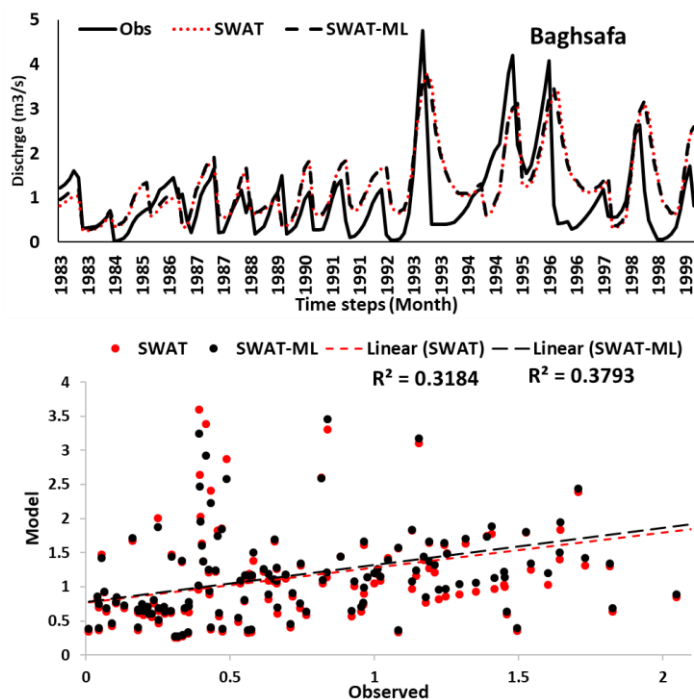 5
4
3
2
1
0
Dischrge (m3/s)
Obs SWAT SWAT-ML
Baghsafa
1983 1983 1984 1985 1986 1987 1987 1988 1989 1990 1991 1992 1993 1993 1994 1995 1996 1996 1997 1998 1999
Time steps (Month)
SWAT SWAT-ML Linear (SWAT) Linear (SWAT-ML)
R² = 0.3184 R² = 0.3793
4
3.5
3
2.5
2
1.5
1
0.5
0
Model
0 0.5 1 1.5 2
Observed